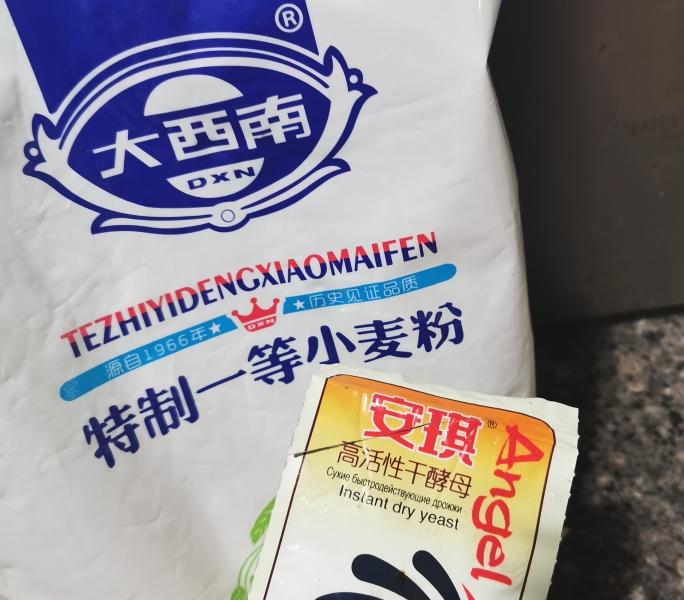 ®
大西南
DXN
TEZHIYIDENGXIAOMAIFEN
源自1966年★ DXN ★历史见证品质
特制一等小麦粉
安琪®
高活性干酵母
Сухие быстродействующие дрожжи
Instant dry yeast
Angel